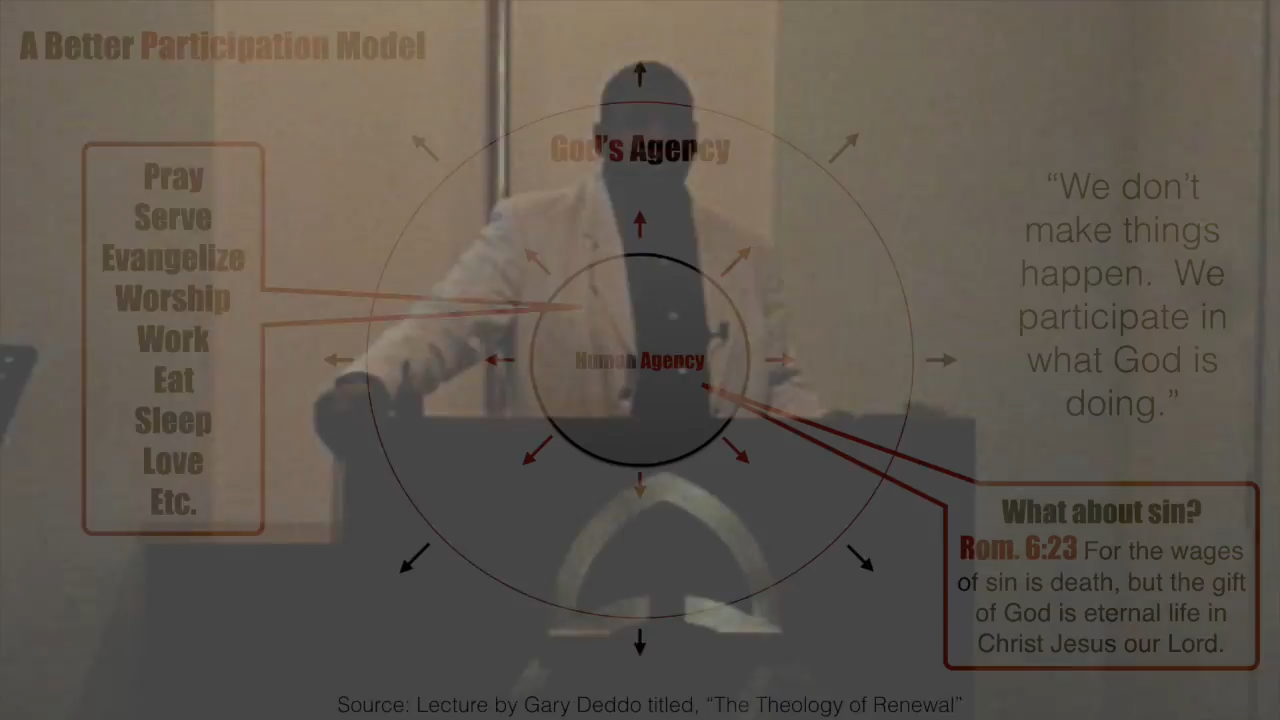 A Better Participation Model
God's Agency
Pray
Serve
Evangelize
Worship
Work
Eat
Sleep
Love
Etc.
Human Agency
“We don’t
make things
happen.  We
participate in
what God is
doing.”
What about sin?
Rom. 6:23 For the wages
of sin is death, but the gift
of God is eternal life in
Christ Jesus our Lord.
Source: Lecture by Gary Deddo titled, “The Theology of Renewal”